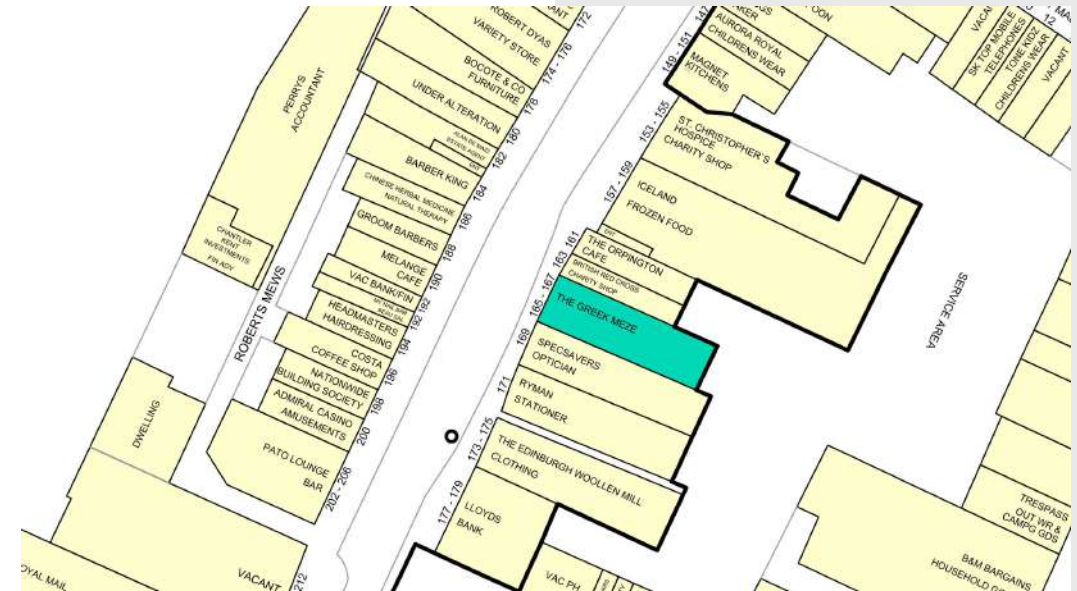 172
ROBERT DYAS
VARIETY STORE
174 - 176
BOCOTE & CO
FURNITURE
178
UNDER ALTERATION
180
ESTATE AGENT
182
BARBER KING
184
CHINESE HERBAL MEDICINE
NATURAL THERAPY
186
GROOM BARBERS
188
MELANGE
CAFE
190
VAC BANK/FIN
192
192
HEADMASTERS
HAIRDRESSING
194
COSTA
COFFEE SHOP
196
NATIONWIDE
BUILDING SOCIETY
198
ADMIRAL CASINO
AMUSEMENTS
200
PATO LOUNGE
BAR
202 - 206
PERRYS
ACCOUNTANT
CHANTLER
KENT
INVESTMENTS
FIN ADV
ROBERTS MEWS
DWELLING
VACANT
212
OYAL MAIL
147
AURORA ROYAL
CHILDRENS WEAR
149 - 151
MAGNET
KITCHENS
153 - 155
ST. CHRISTOPHER'S
HOSPICE
CHARITY SHOP
157 - 159
ICELAND
FROZEN FOOD
161
THE ORPINGTON
CAFE
163
BRITISH RED CROSS
CHARITY SHOP
165 - 167
THE GREEK MEZE
169
SPECSAVERS
OPTICIAN
171
RYMAN
STATIONER
173 - 175
THE EDINBURGH WOOLLEN MILL
CLOTHING
177 - 179
LLOYDS
BANK
VAC PH
SERVICE AREA
SK TOP MOBILE
TELEPHONES
TONE KIDZ
CHILDRENS WEAR
VACANT
12
TRESPASS
OUT WR &
CAMPG GDS
B&M BARGAINS
HOUSEHOLD